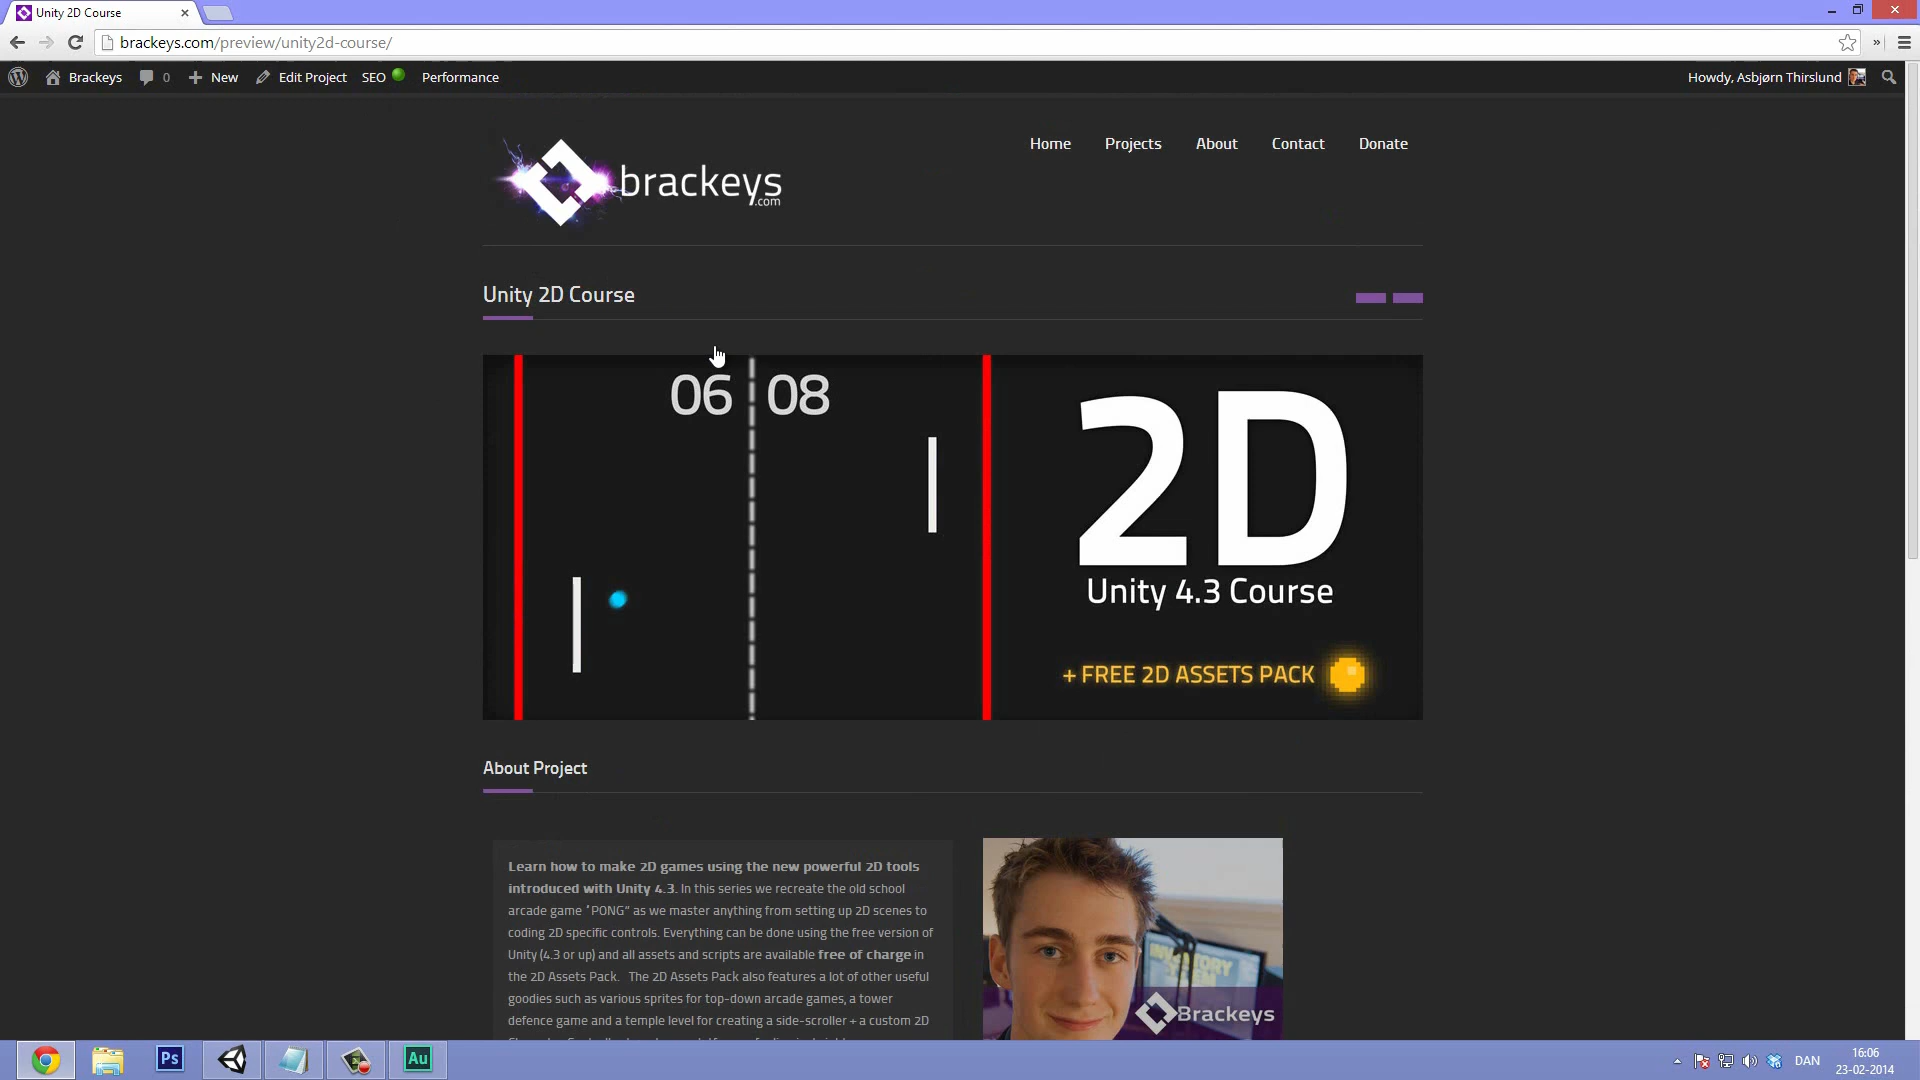 Unity 2D Course
brackeys.com/preview/unity2d-course/
Brackeys 0 New Edit Project SEO Performance
Howdy, Asbjørn Thirslund
Home Projects About Contact Donate
brackeys
.com
Unity 2D Course
06 08
2D
Unity 4.3 Course
+ FREE 2D ASSETS PACK
About Project
Learn how to make 2D games using the new powerful 2D tools
introduced with Unity 4.3. In this series we recreate the old school
arcade game "PONG" as we master anything from setting up 2D scenes to
coding 2D specific controls. Everything can be done using the free version of
Unity (4.3 or up) and all assets and scripts are available free of charge in
the 2D Assets Pack. The 2D Assets Pack also features a lot of other useful
goodies such as various sprites for top-down arcade games, a tower
defence game and a temple level for creating a side-scroller + a custom 2D
Brackeys
Ps
Au
DAN
16:06
23-02-2014